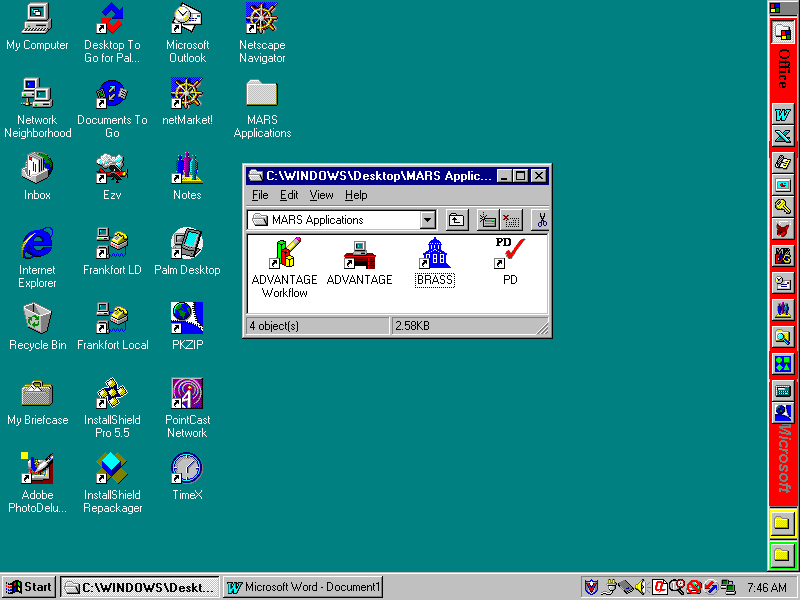 My Computer
Desktop To
Go for Pal...
Microsoft
Outlook
Netscape
Navigator
Network
Neighborhood
Documents To
Go
netMarket!
MARS
Applications
Inbox
Ezv
Notes
Internet
Explorer
Frankfort LD
Palm Desktop
Recycle Bin
Frankfort Local
PKZIP
My Briefcase
InstallShield
Pro 5.5
PointCast
Network
Adobe
PhotoDelu...
InstallShield
Repackager
TimeX
C:\WINDOWS\Desktop\MARS Applic...
File Edit View Help
MARS Applications
ADVANTAGE
Workflow
ADVANTAGE
BRASS
PD
PD
4 object(s)
2.58KB
Office
Microsoft
Start
C:\WINDOWS\Deskt...
Microsoft Word - Document1
7:46 AM